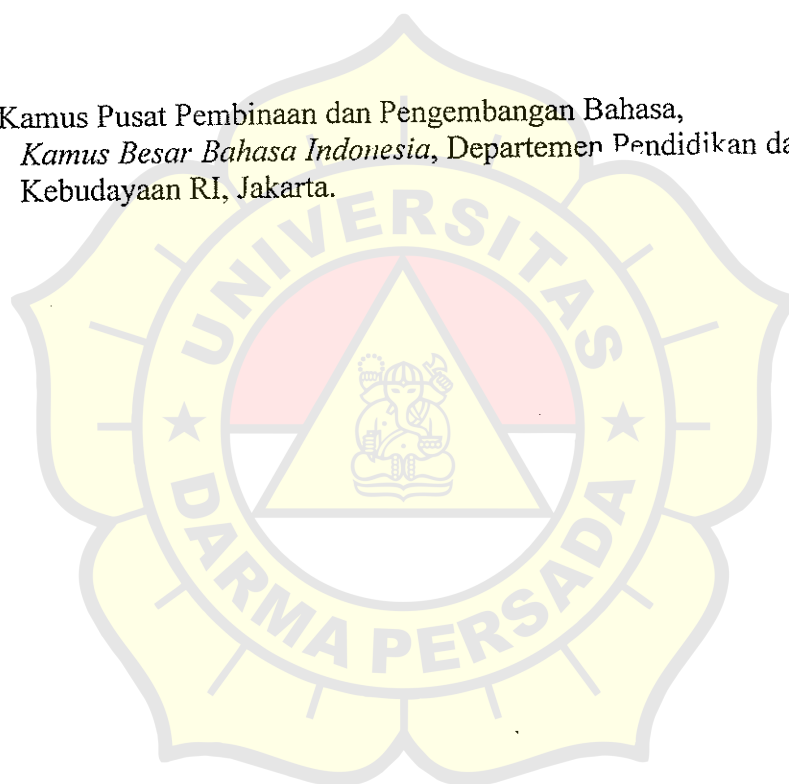 Kamus Pusat Pembinaan dan Pengembangan Bahasa,
Kamus Besar Bahasa Indonesia, Departemen Pendidikan da
Kebudayaan RI, Jakarta.
UNIVERSITAS
DARMA PERSADA